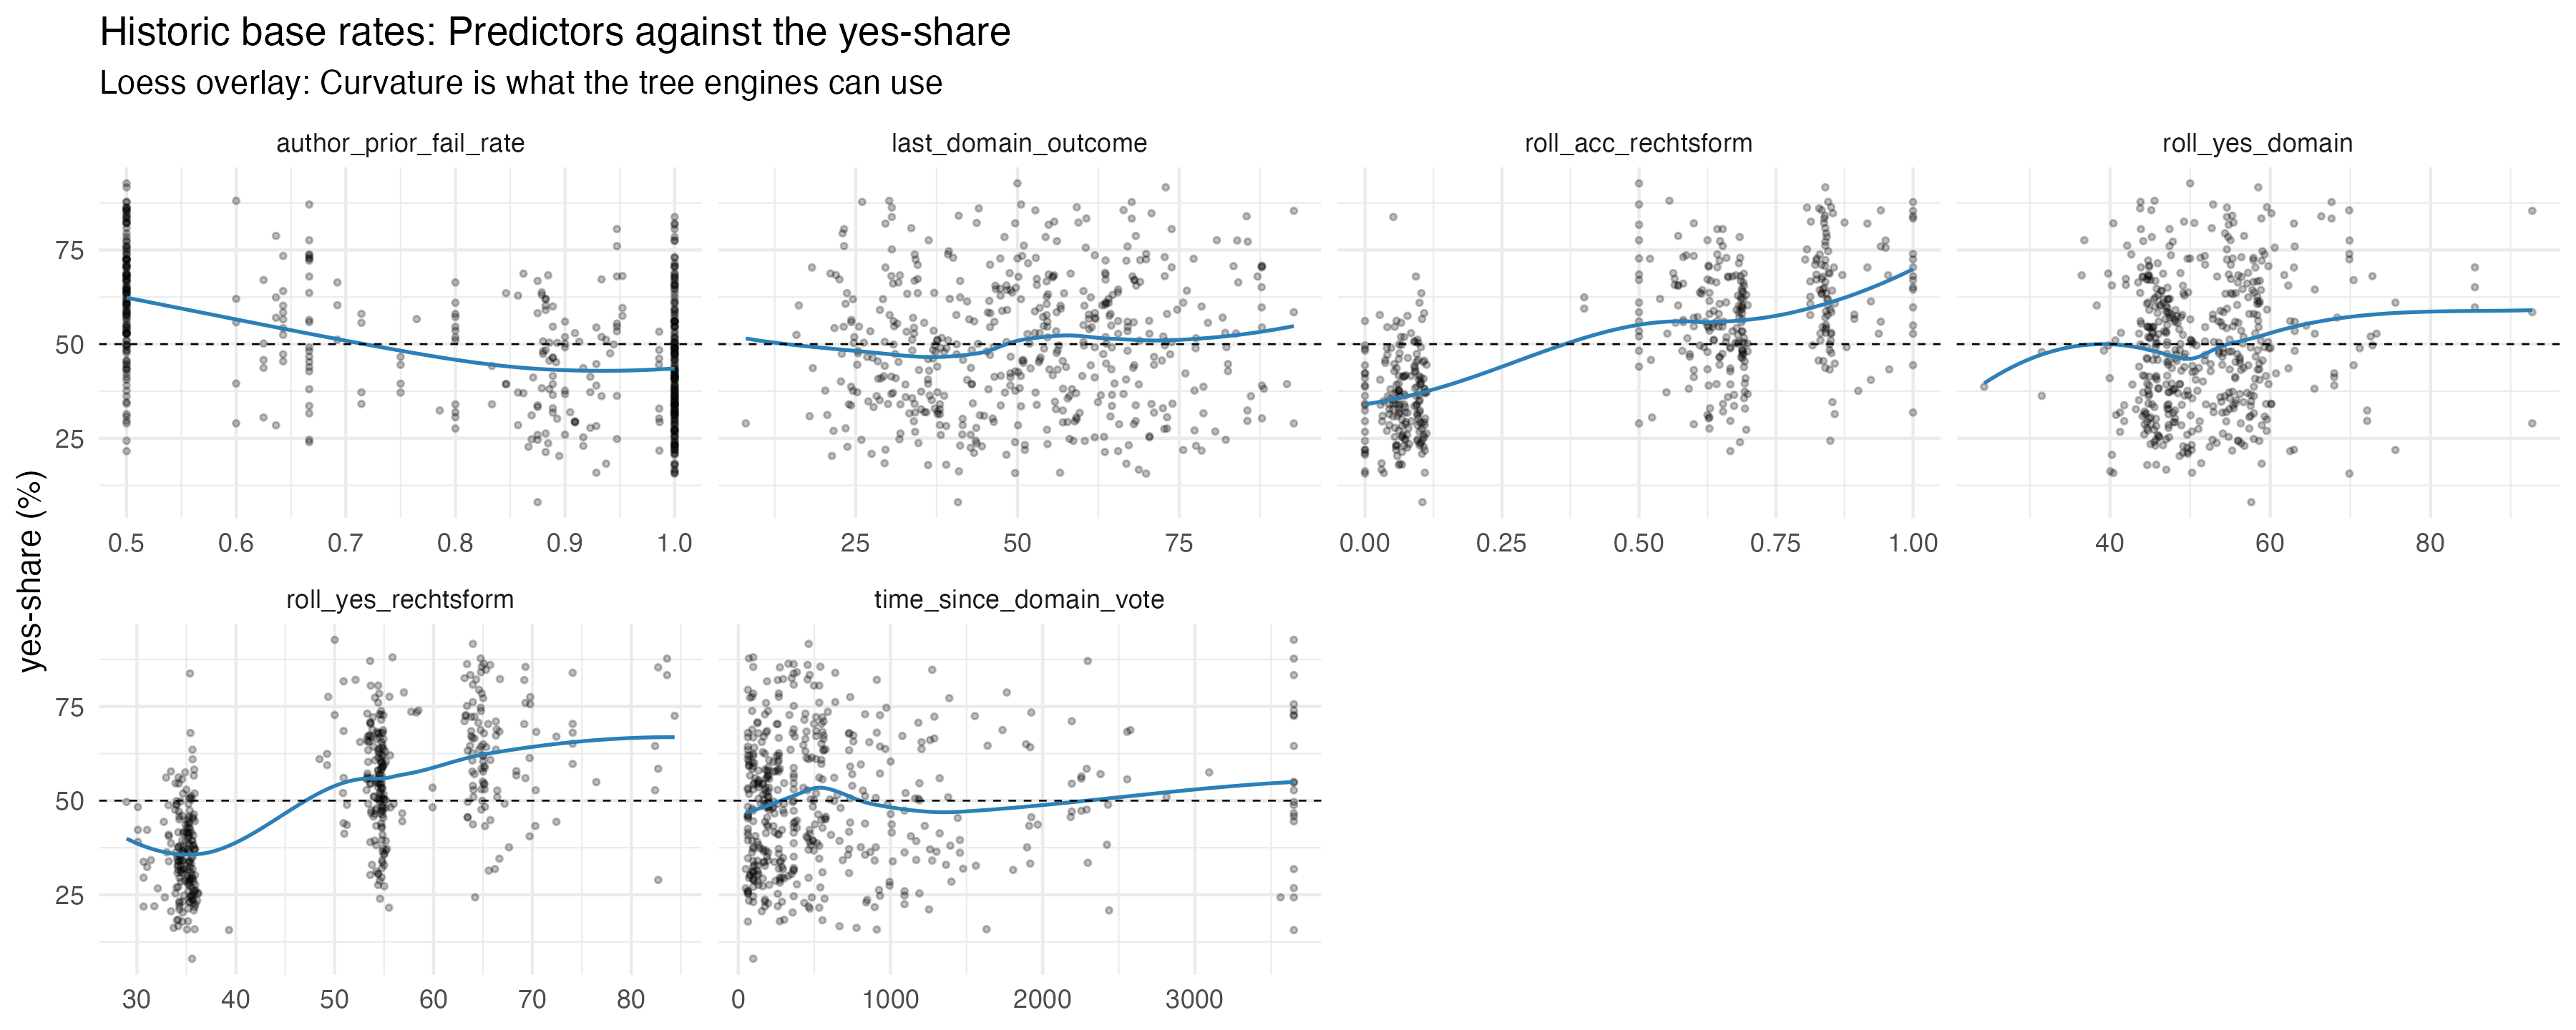 Historic base rates: Predictors against the yes-share
Loess overlay: Curvature is what the tree engines can use
author_prior_fail_rate
last_domain_outcome
roll_acc_rechtsform
roll_yes_domain
75
50
25
0.5 0.6 0.7 0.8 0.9 1.0
25 50 75
0.00 0.25 0.50 0.75 1.00
40 60 80
yes-share (%)
roll_yes_rechtsform
time_since_domain_vote
75
50
25
30 40 50 60 70 80
0 1000 2000 3000